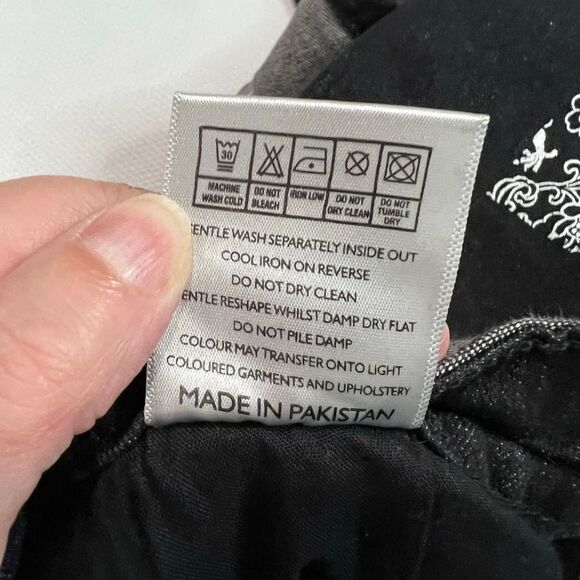 30
MACHINE WASH COLD
DO NOT BLEACH
IRON LOW
DO NOT DRY CLEAN
DO NOT TUMBLE DRY
ENTLE WASH SEPARATELY INSIDE OUT
COOL IRON ON REVERSE
DO NOT DRY CLEAN
ENTLE RESHAPE WHILST DAMP DRY FLAT
DO NOT PILE DAMP
COLOUR MAY TRANSFER ONTO LIGHT
COLOURED GARMENTS AND UPHOLSTERY
MADE IN PAKISTAN